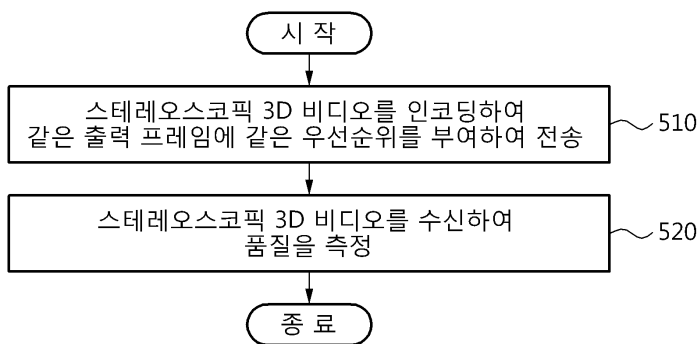 시 작
스테레오스코픽 3D 비디오를 인코딩하여
같은 출력 프레임에 같은 우선순위를 부여하여 전송
510
스테레오스코픽 3D 비디오를 수신하여
품질을 측정
520
종 료